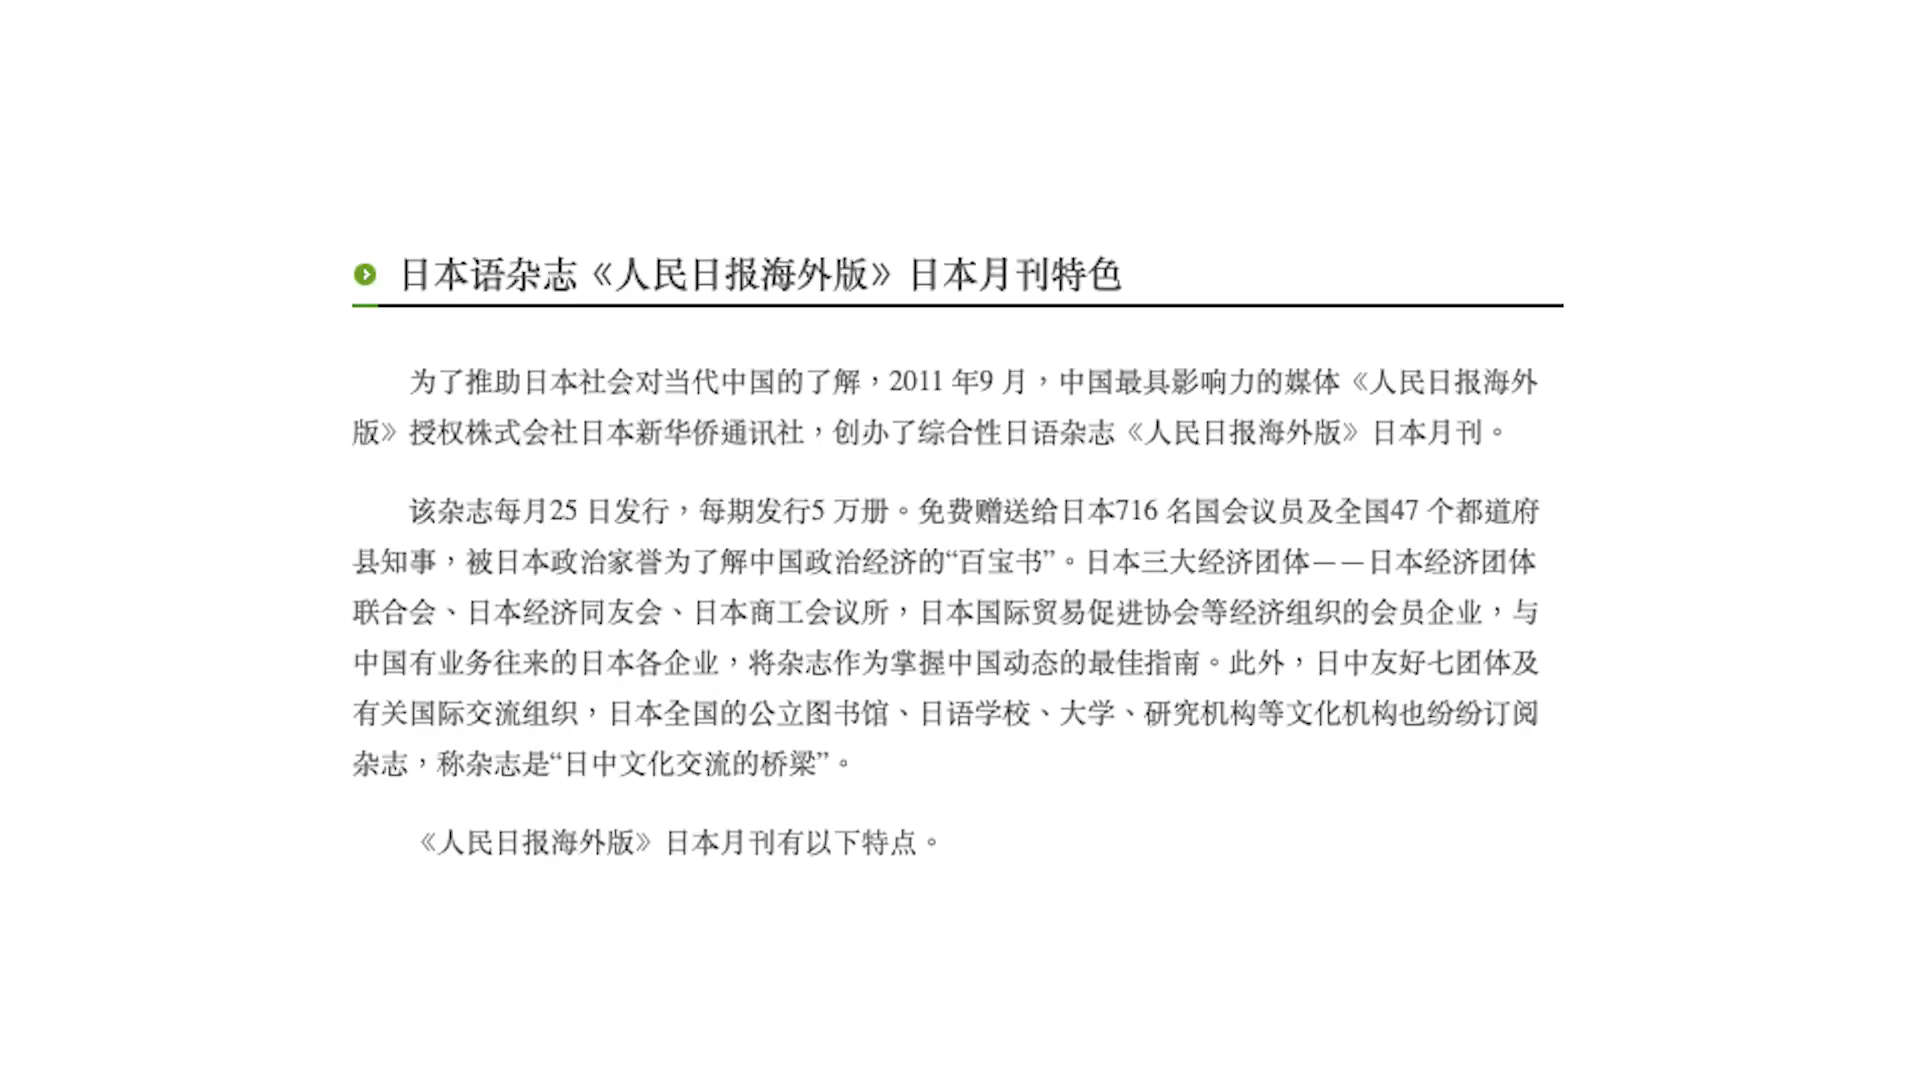 日本语杂志《人民日报海外版》日本月刊特色
为了推助日本社会对当代中国的了解，2011 年9 月，中国最具影响力的媒体《人民日报海外
版》授权株式会社日本新华侨通讯社，创办了综合性日语杂志《人民日报海外版》日本月刊。
该杂志每月25 日发行，每期发行5 万册。免费赠送给日本716 名国会议员及全国47 个都道府
县知事，被日本政治家誉为了解中国政治经济的“百宝书”。日本三大经济团体——日本经济团体
联合会、日本经济同友会、日本商工会议所，日本国际贸易促进协会等经济组织的会员企业，与
中国有业务往来的日本各企业，将杂志作为掌握中国动态的最佳指南。此外，日中友好七团体及
有关国际交流组织，日本全国的公立图书馆、日语学校、大学、研究机构等文化机构也纷纷订阅
杂志，称杂志是“日中文化交流的桥梁”。
《人民日报海外版》日本月刊有以下特点。